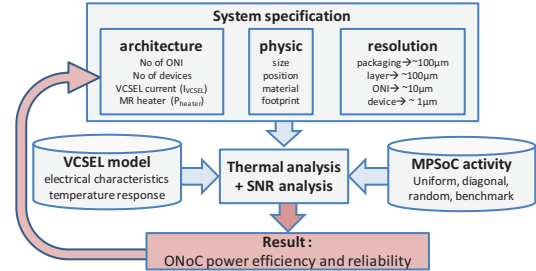 System specification
architecture
No of ONI
No of devices
VCSEL current (IVCSEL)
MR heater (Pheater)
physic
size
position
material
footprint
resolution
packaging→~100µm
layer→~100µm
ONI→~10µm
device→~ 1µm
VCSEL model
electrical characteristics
temperature response
Thermal analysis
+ SNR analysis
MPSoC activity
Uniform, diagonal,
random, benchmark
Result :
ONoC power efficiency and reliability